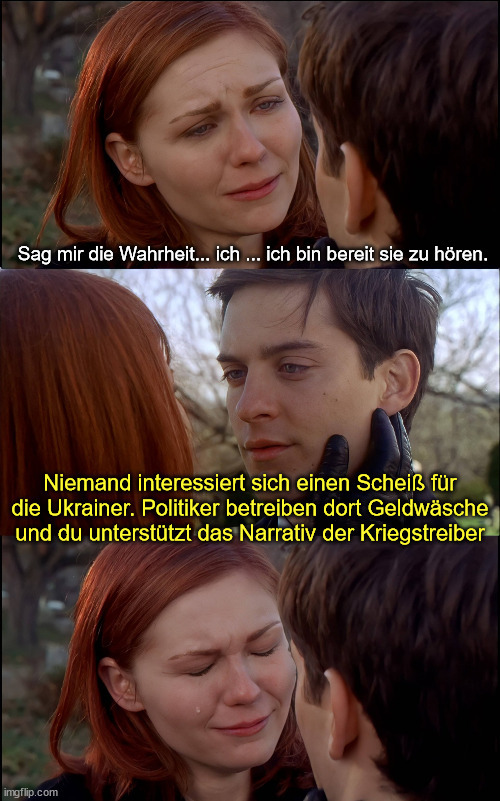 Sag mir die Wahrheit... ich ... ich bin bereit sie zu hören.
Niemand interessiert sich einen Scheiß für
die Ukrainer. Politiker betreiben dort Geldwäsche
und du unterstützt das Narrativ der Kriegstreiber
imgflip.com